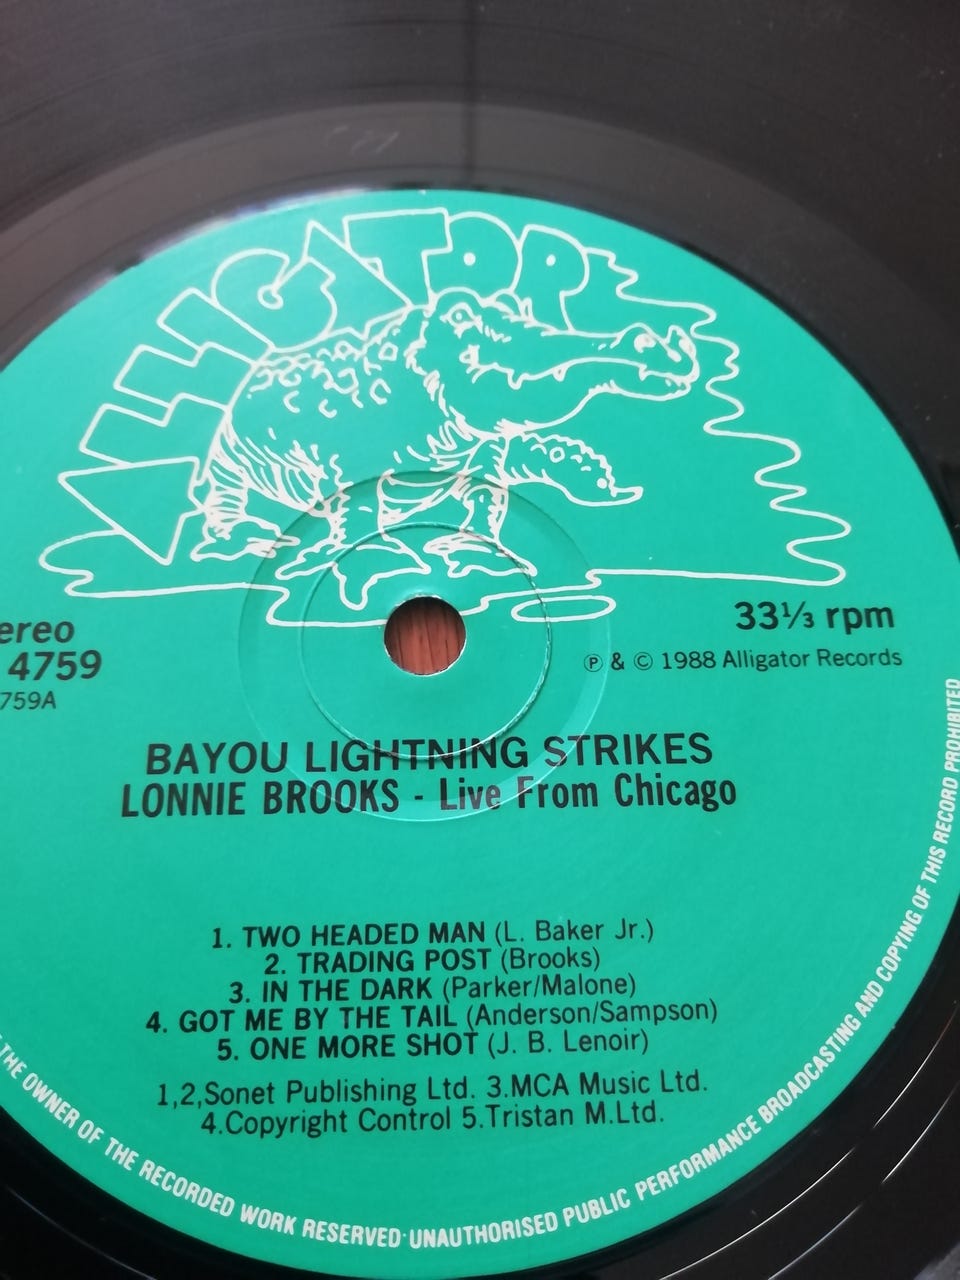 ALLIGATOR
ereo
4759
759A
33⅓ rpm
℗ & © 1988 Alligator Records
BAYOU LIGHTNING STRIKES
LONNIE BROOKS - Live From Chicago
1. TWO HEADED MAN (L. Baker Jr.)
2. TRADING POST (Brooks)
3. IN THE DARK (Parker/Malone)
4. GOT ME BY THE TAIL (Anderson/Sampson)
5. ONE MORE SHOT (J. B. Lenoir)
1,2,Sonet Publishing Ltd. 3.MCA Music Ltd.
4.Copyright Control 5.Tristan M.Ltd.
THE OWNER OF THE RECORDED WORK RESERVED·UNAUTHORISED PUBLIC PERFORMANCE BROADCASTING AND COPYING OF THIS RECORD PROHIBITED